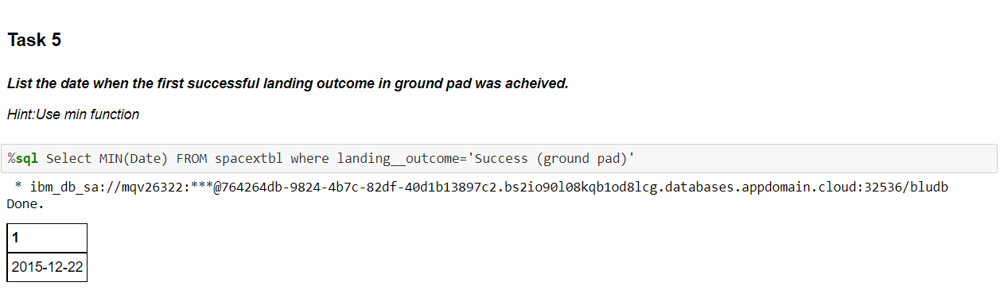 Task 5
List the date when the first successful landing outcome in ground pad was acheived.
Hint:Use min function
%sql Select MIN(Date) FROM spacextbl where landing__outcome='Success (ground pad)'
* ibm_db_sa://mqv26322:***@764264db-9824-4b7c-82df-40d1b13897c2.bs2io90l08kqb1od8lcg.databases.appdomain.cloud:32536/bludb
Done.
1
2015-12-22